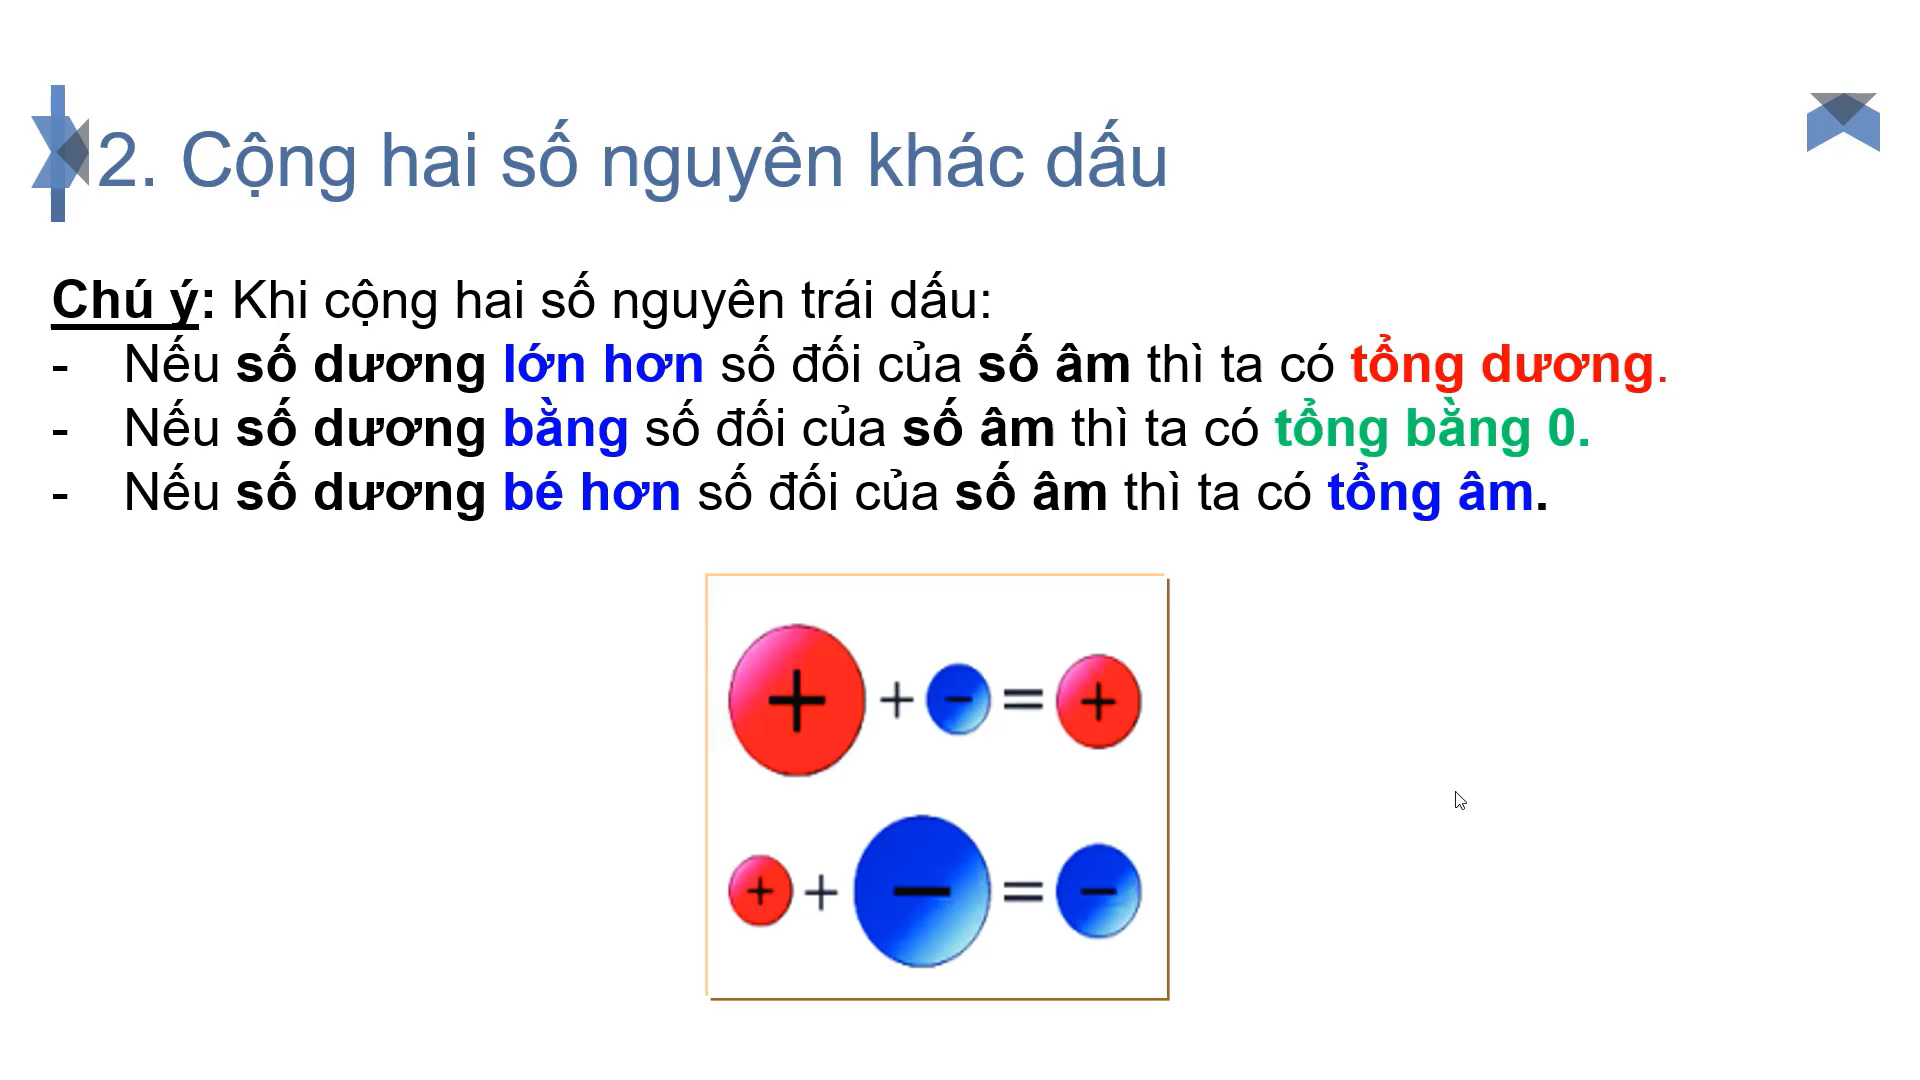 2. Cộng hai số nguyên khác dấu
Chú ý: Khi cộng hai số nguyên trái dấu:
- Nếu số dương lớn hơn số đối của số âm thì ta có tổng dương.
- Nếu số dương bằng số đối của số âm thì ta có tổng bằng 0.
- Nếu số dương bé hơn số đối của số âm thì ta có tổng âm.
+ + - = +
+ + - = -